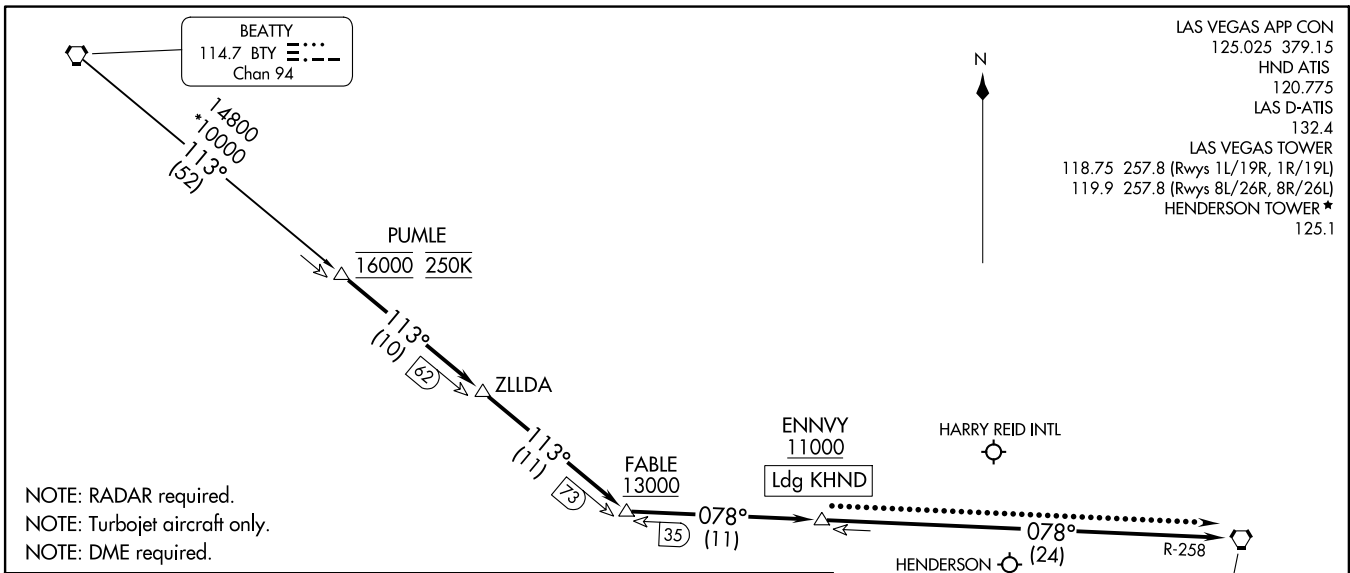 BEATTY
114.7 BTY
Chan 94
LAS VEGAS APP CON
125.025 379.15
HND ATIS
120.775
LAS D-ATIS
132.4
LAS VEGAS TOWER
118.75 257.8 (Rwys 1L/19R, 1R/19L)
119.9 257.8 (Rwys 8L/26R, 8R/26L)
HENDERSON TOWER ★
125.1
N
14800
*10000
113°
(52)
PUMLE
16000 250K
113°
(10)
62
ZLLDA
113°
(11)
73
FABLE
13000
35
078°
(11)
ENNVY
11000
Ldg KHND
HARRY REID INTL
078°
(24)
R-258
HENDERSON
NOTE: RADAR required.
NOTE: Turbojet aircraft only.
NOTE: DME required.